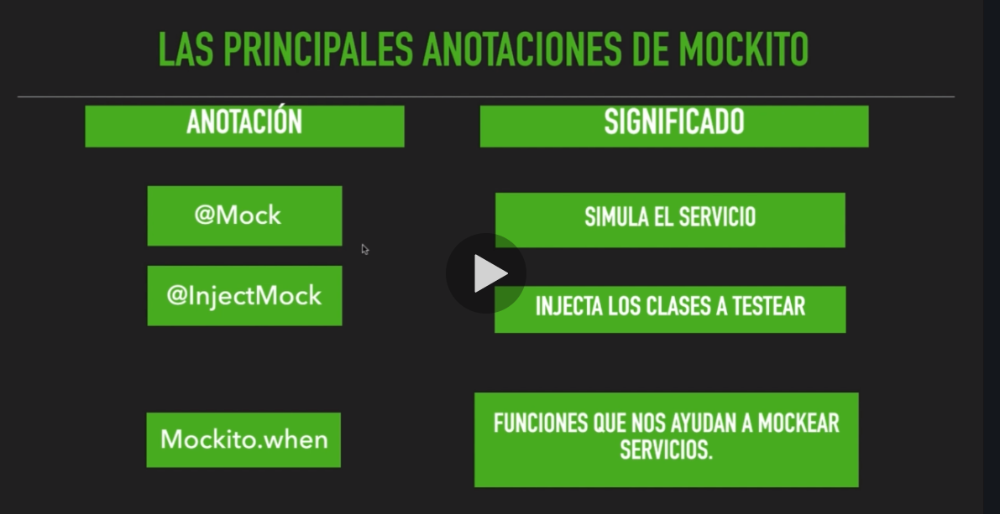 LAS PRINCIPALES ANOTACIONES DE MOCKITO
ANOTACIÓN
SIGNIFICADO
@Mock
SIMULA EL SERVICIO
@InjectMock
INJECTA LOS CLASES A TESTEAR
Mockito.when
FUNCIONES QUE NOS AYUDAN A MOCKEAR
SERVICIOS.